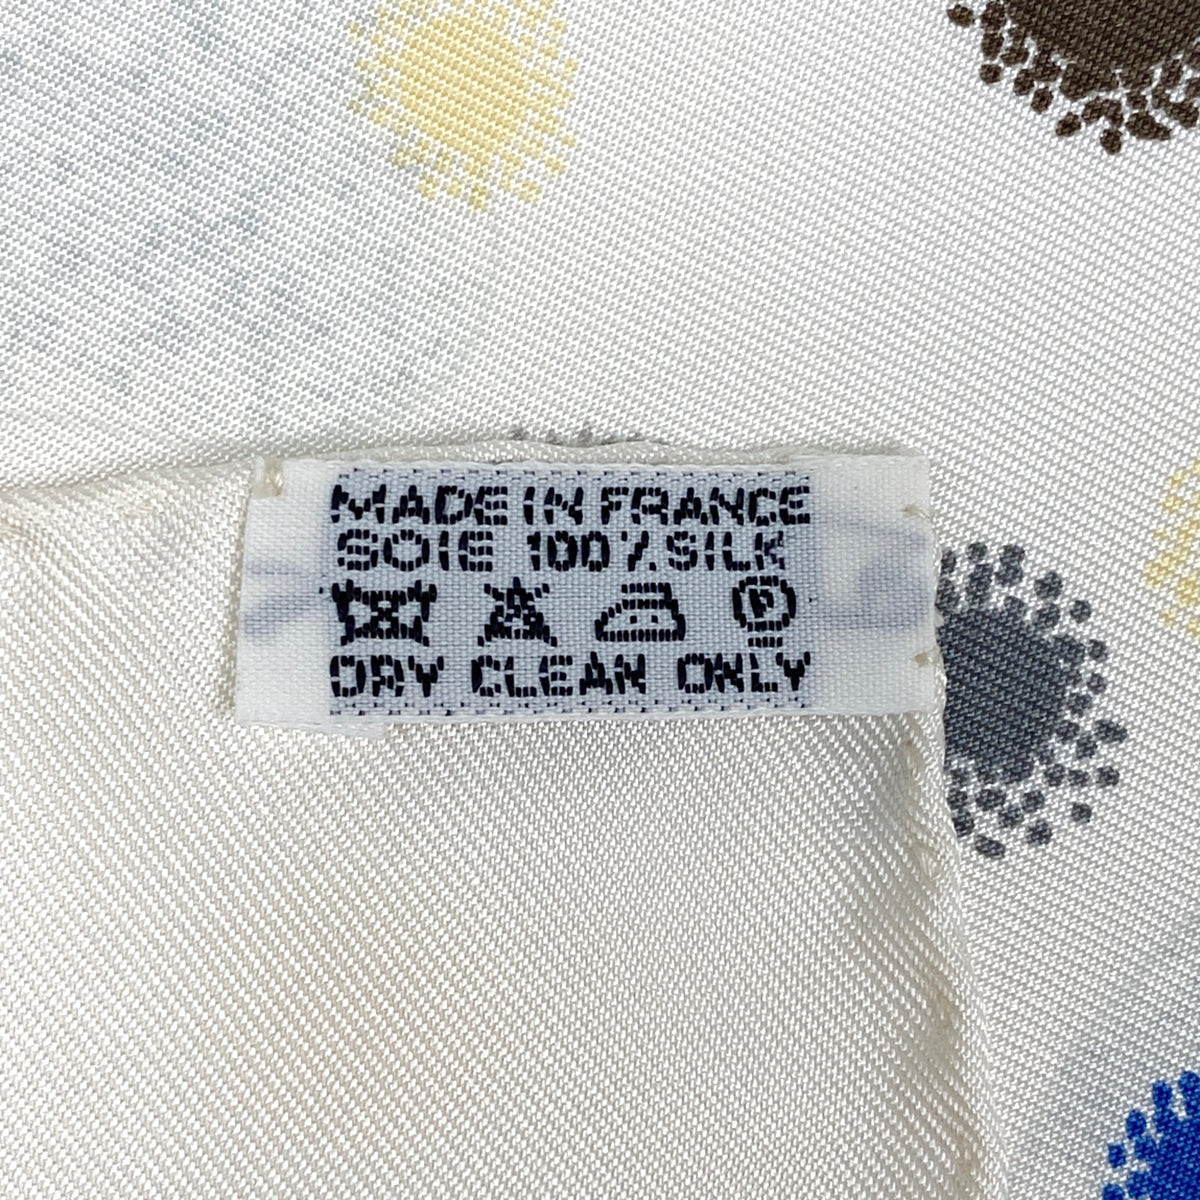 MADE IN FRANCE
SOIE 100% SILK
P
DRY CLEAN ONLY